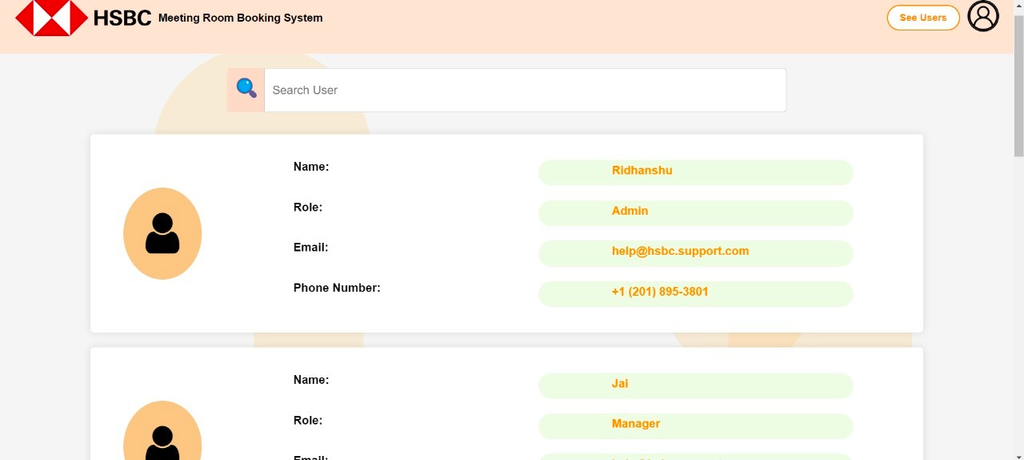 HSBC Meeting Room Booking System
See Users
Search User
Name: Ridhanshu
Role: Admin
Email: help@hsbc.support.com
Phone Number: +1 (201) 895-3801
Name: Jai
Role: Manager